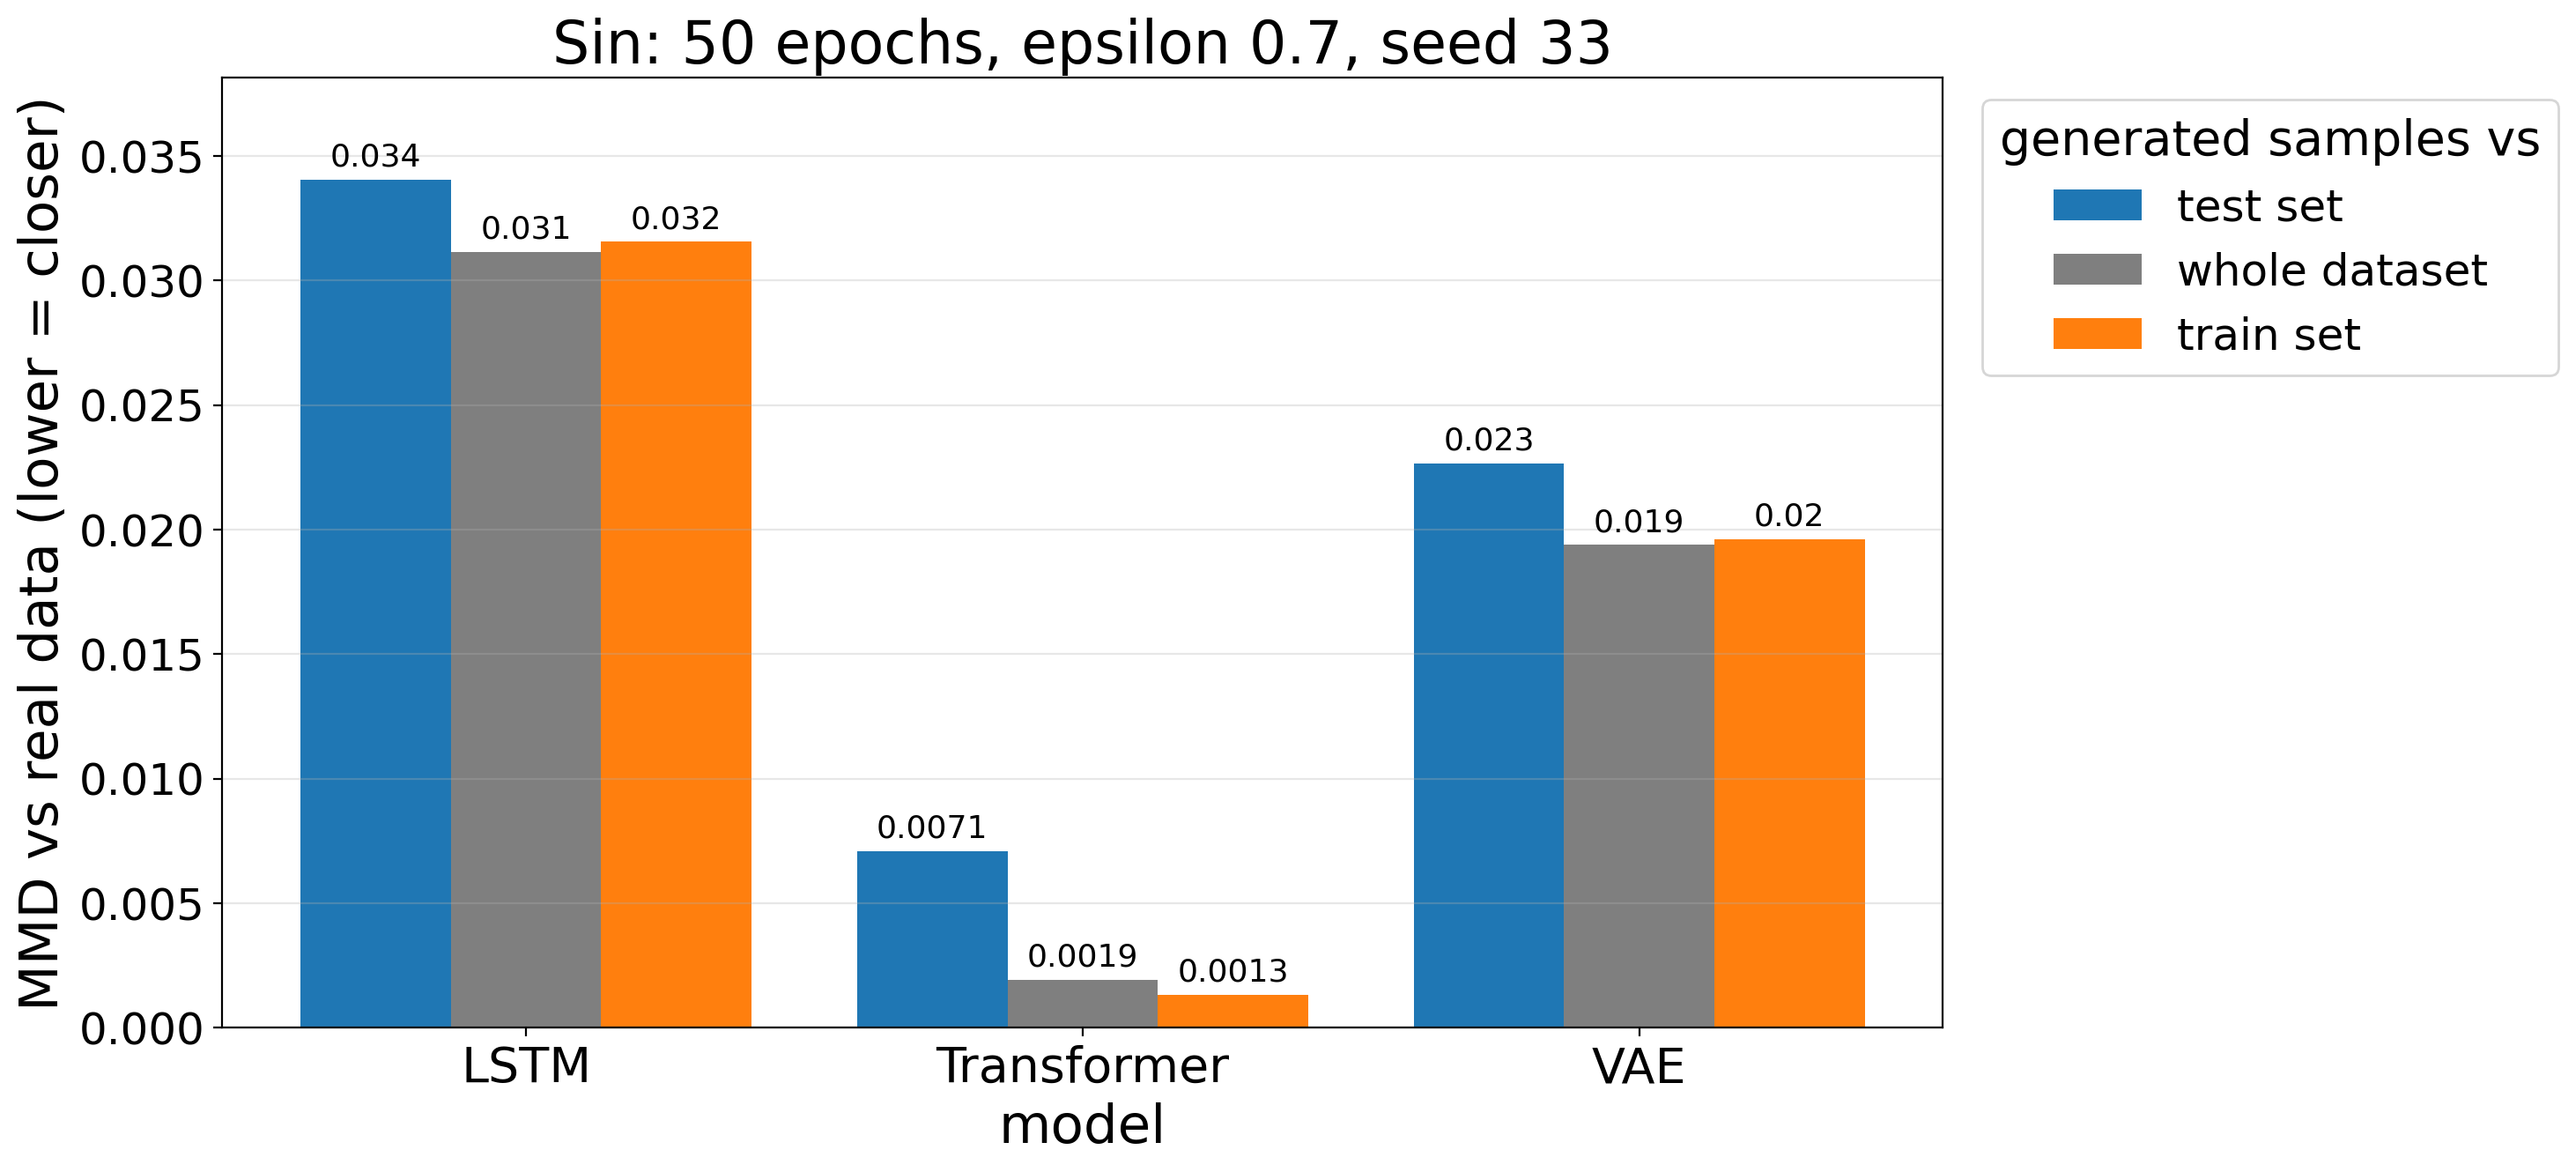 Sin: 50 epochs, epsilon 0.7, seed 33
MMD vs real data (lower = closer)
0.035
0.030
0.025
0.020
0.015
0.010
0.005
0.000
0.034
0.031
0.032
0.0071
0.0019
0.0013
0.023
0.019
0.02
LSTM
Transformer
VAE
model
generated samples vs
test set
whole dataset
train set